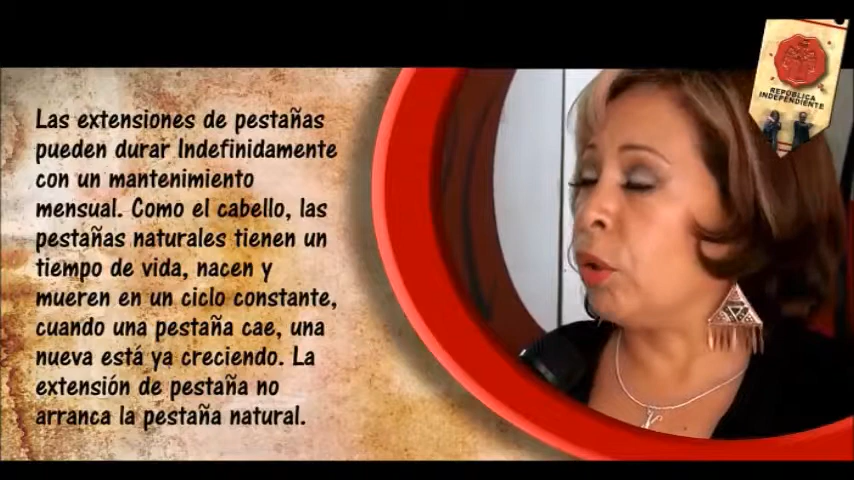 Las extensiones de pestañas
pueden durar Indefinidamente
con un mantenimiento
mensual. Como el cabello, las
pestañas naturales tienen un
tiempo de vida, nacen y
mueren en un ciclo constante,
cuando una pestaña cae, una
nueva está ya creciendo. La
extensión de pestaña no
arranca la pestaña natural.
REPÚBLICA
INDEPENDIENTE